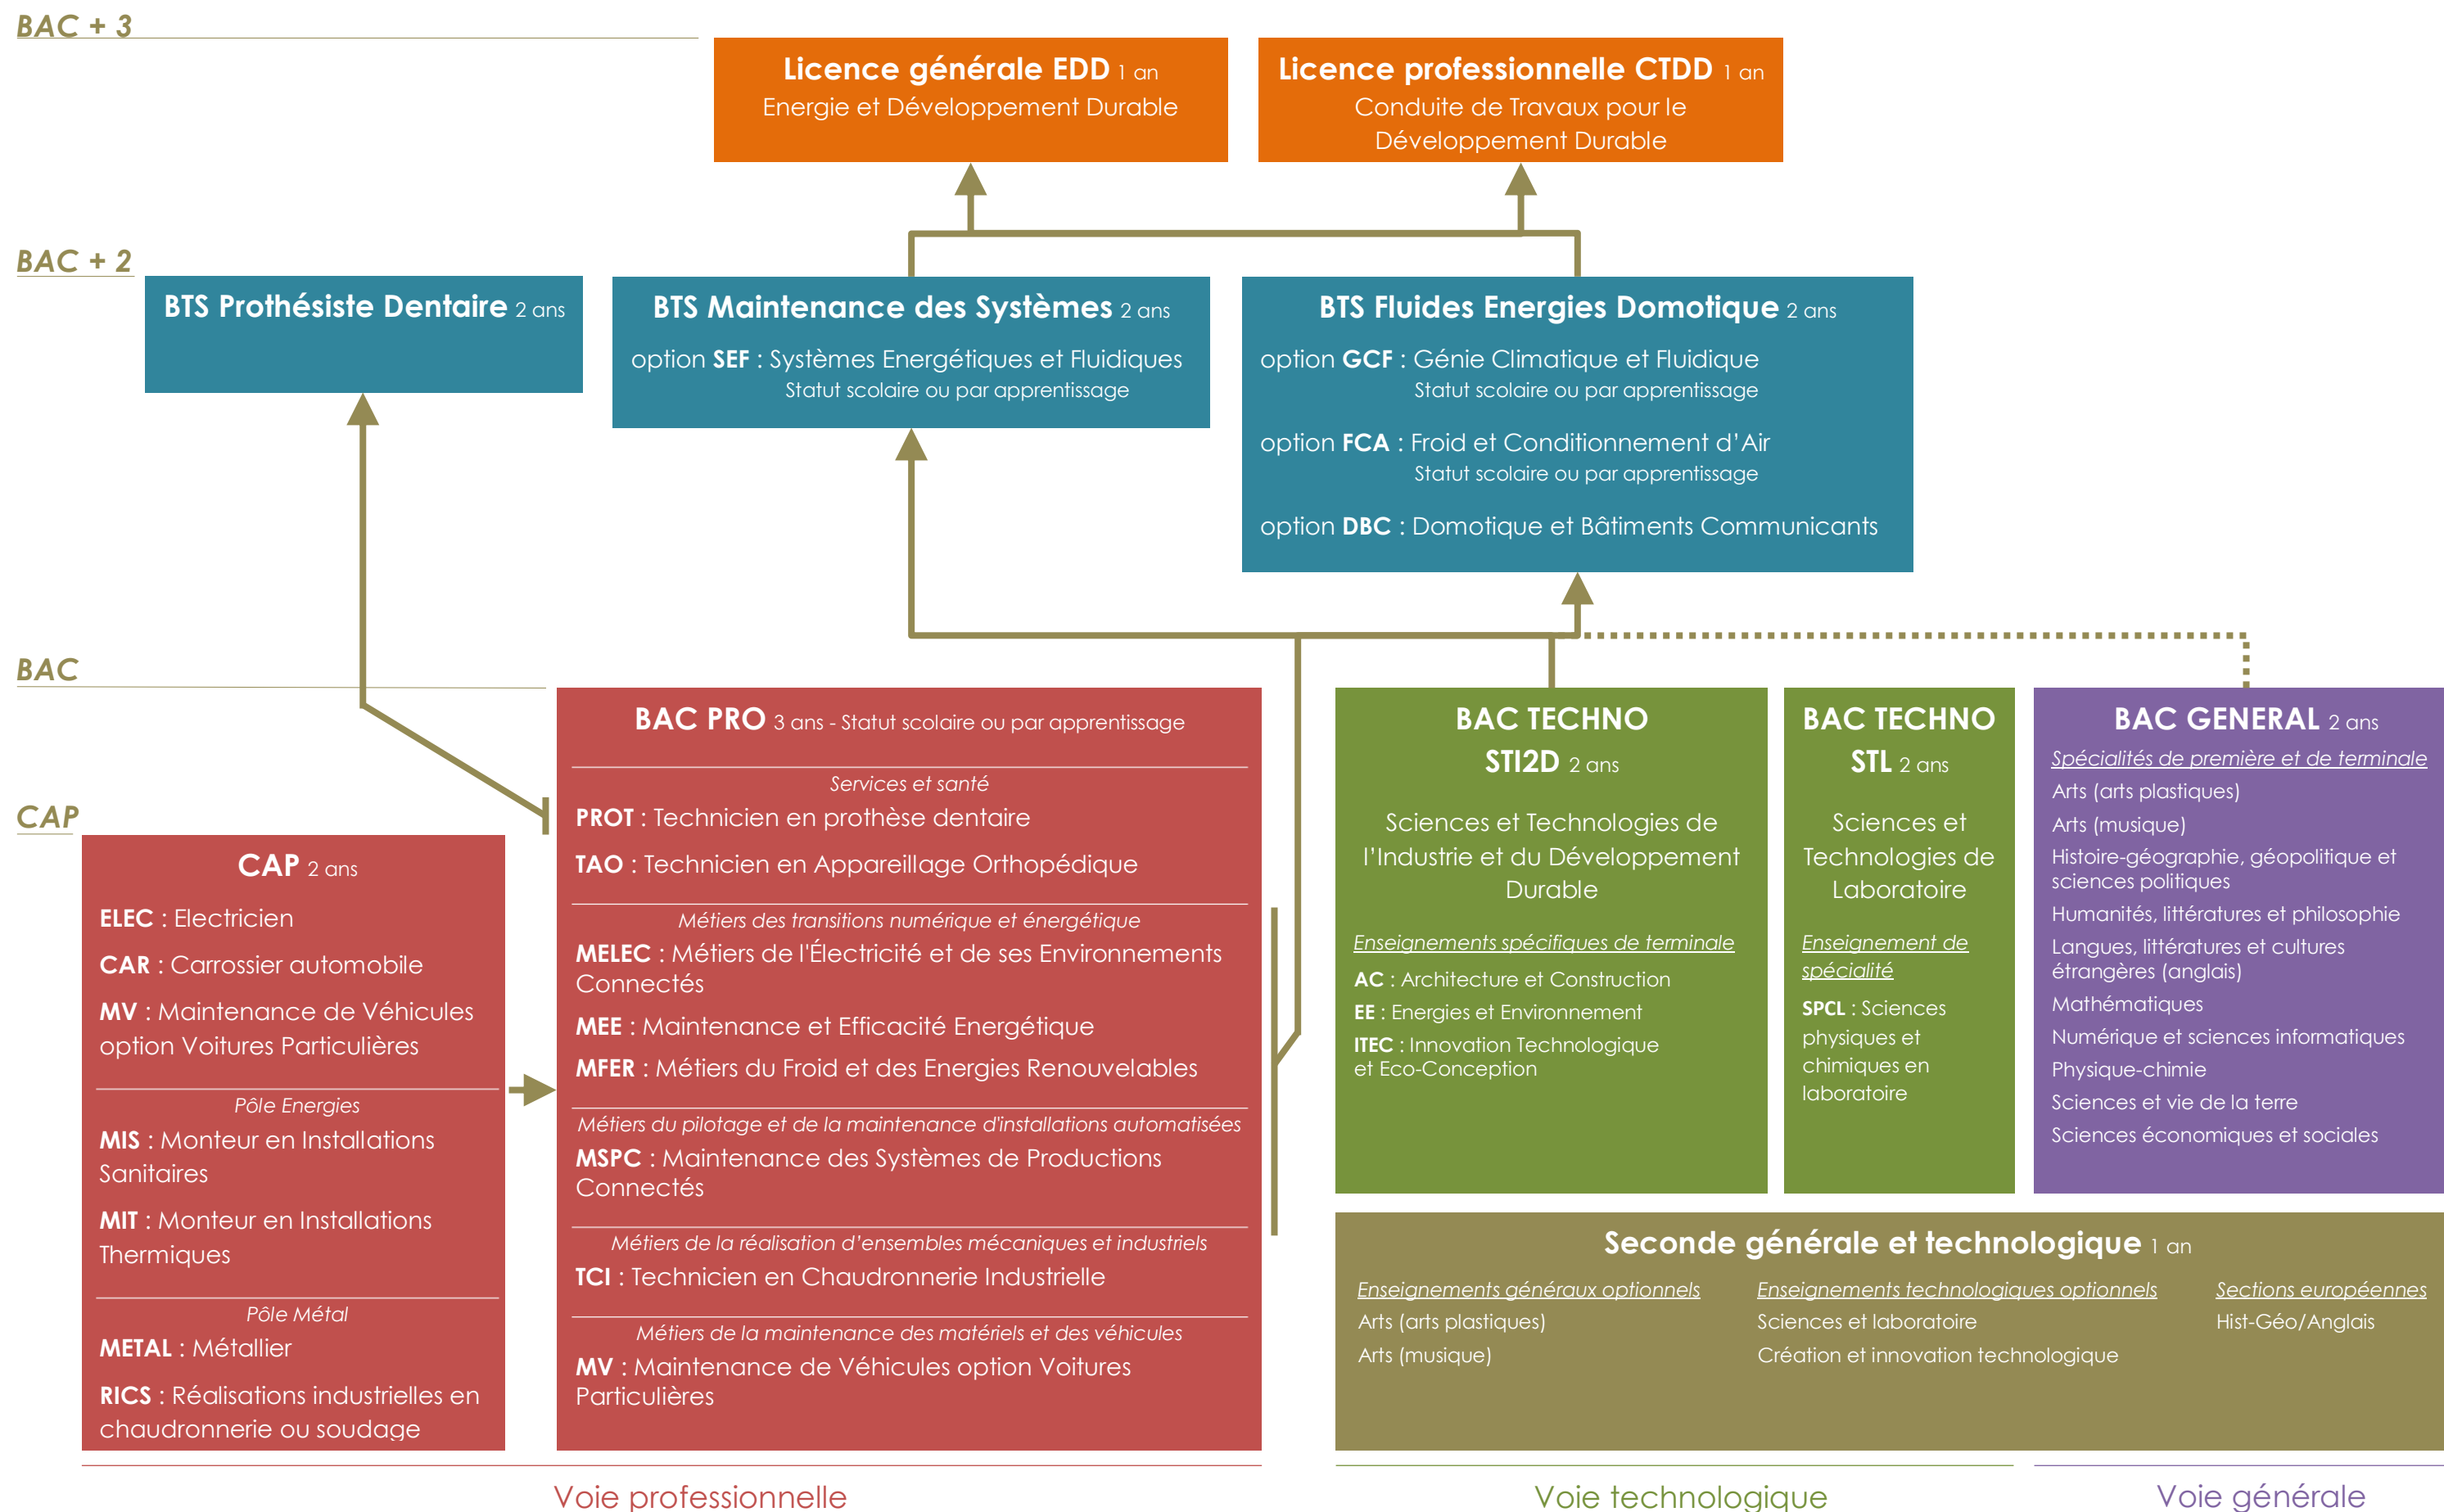 BAC + 3
Licence générale EDD 1 an
Energie et Développement Durable
Licence professionnelle CTDD 1 an
Conduite de Travaux pour le
Développement Durable
BAC + 2
BTS Prothésiste Dentaire 2 ans
BTS Maintenance des Systèmes 2 ans
option SEF : Systèmes Energétiques et Fluidiques
Statut scolaire ou par apprentissage
BTS Fluides Energies Domotique 2 ans
option GCF : Génie Climatique et Fluidique
Statut scolaire ou par apprentissage
option FCA : Froid et Conditionnement d’Air
Statut scolaire ou par apprentissage
option DBC : Domotique et Bâtiments Communicants
BAC
CAP
CAP 2 ans
ELEC : Electricien
CAR : Carrossier automobile
MV : Maintenance de Véhicules
option Voitures Particulières
Pôle Energies
MIS : Monteur en Installations
Sanitaires
MIT : Monteur en Installations
Thermiques
Pôle Métal
METAL : Métallier
RICS : Réalisations industrielles en
chaudronnerie ou soudage
BAC PRO 3 ans - Statut scolaire ou par apprentissage
Services et santé
PROT : Technicien en prothèse dentaire
TAO : Technicien en Appareillage Orthopédique
Métiers des transitions numérique et énergétique
MELEC : Métiers de l'Électricité et de ses Environnements
Connectés
MEE : Maintenance et Efficacité Energétique
MFER : Métiers du Froid et des Energies Renouvelables
Métiers du pilotage et de la maintenance d'installations automatisées
MSPC : Maintenance des Systèmes de Productions
Connectés
Métiers de la réalisation d’ensembles mécaniques et industriels
TCI : Technicien en Chaudronnerie Industrielle
Métiers de la maintenance des matériels et des véhicules
MV : Maintenance de Véhicules option Voitures
Particulières
BAC TECHNO
STI2D 2 ans
Sciences et Technologies de
l’Industrie et du Développement
Durable
Enseignements spécifiques de terminale
AC : Architecture et Construction
EE : Energies et Environnement
ITEC : Innovation Technologique
et Eco-Conception
BAC TECHNO
STL 2 ans
Sciences et
Technologies de
Laboratoire
Enseignement de
spécialité
SPCL : Sciences
physiques et
chimiques en
laboratoire
BAC GENERAL 2 ans
Spécialités de première et de terminale
Arts (arts plastiques)
Arts (musique)
Histoire-géographie, géopolitique et
sciences politiques
Humanités, littératures et philosophie
Langues, littératures et cultures
étrangères (anglais)
Mathématiques
Numérique et sciences informatiques
Physique-chimie
Sciences et vie de la terre
Sciences économiques et sociales
Seconde générale et technologique 1 an
Enseignements généraux optionnels
Arts (arts plastiques)
Arts (musique)
Enseignements technologiques optionnels
Sciences et laboratoire
Création et innovation technologique
Sections européennes
Hist-Géo/Anglais
Voie professionnelle
Voie technologique
Voie générale